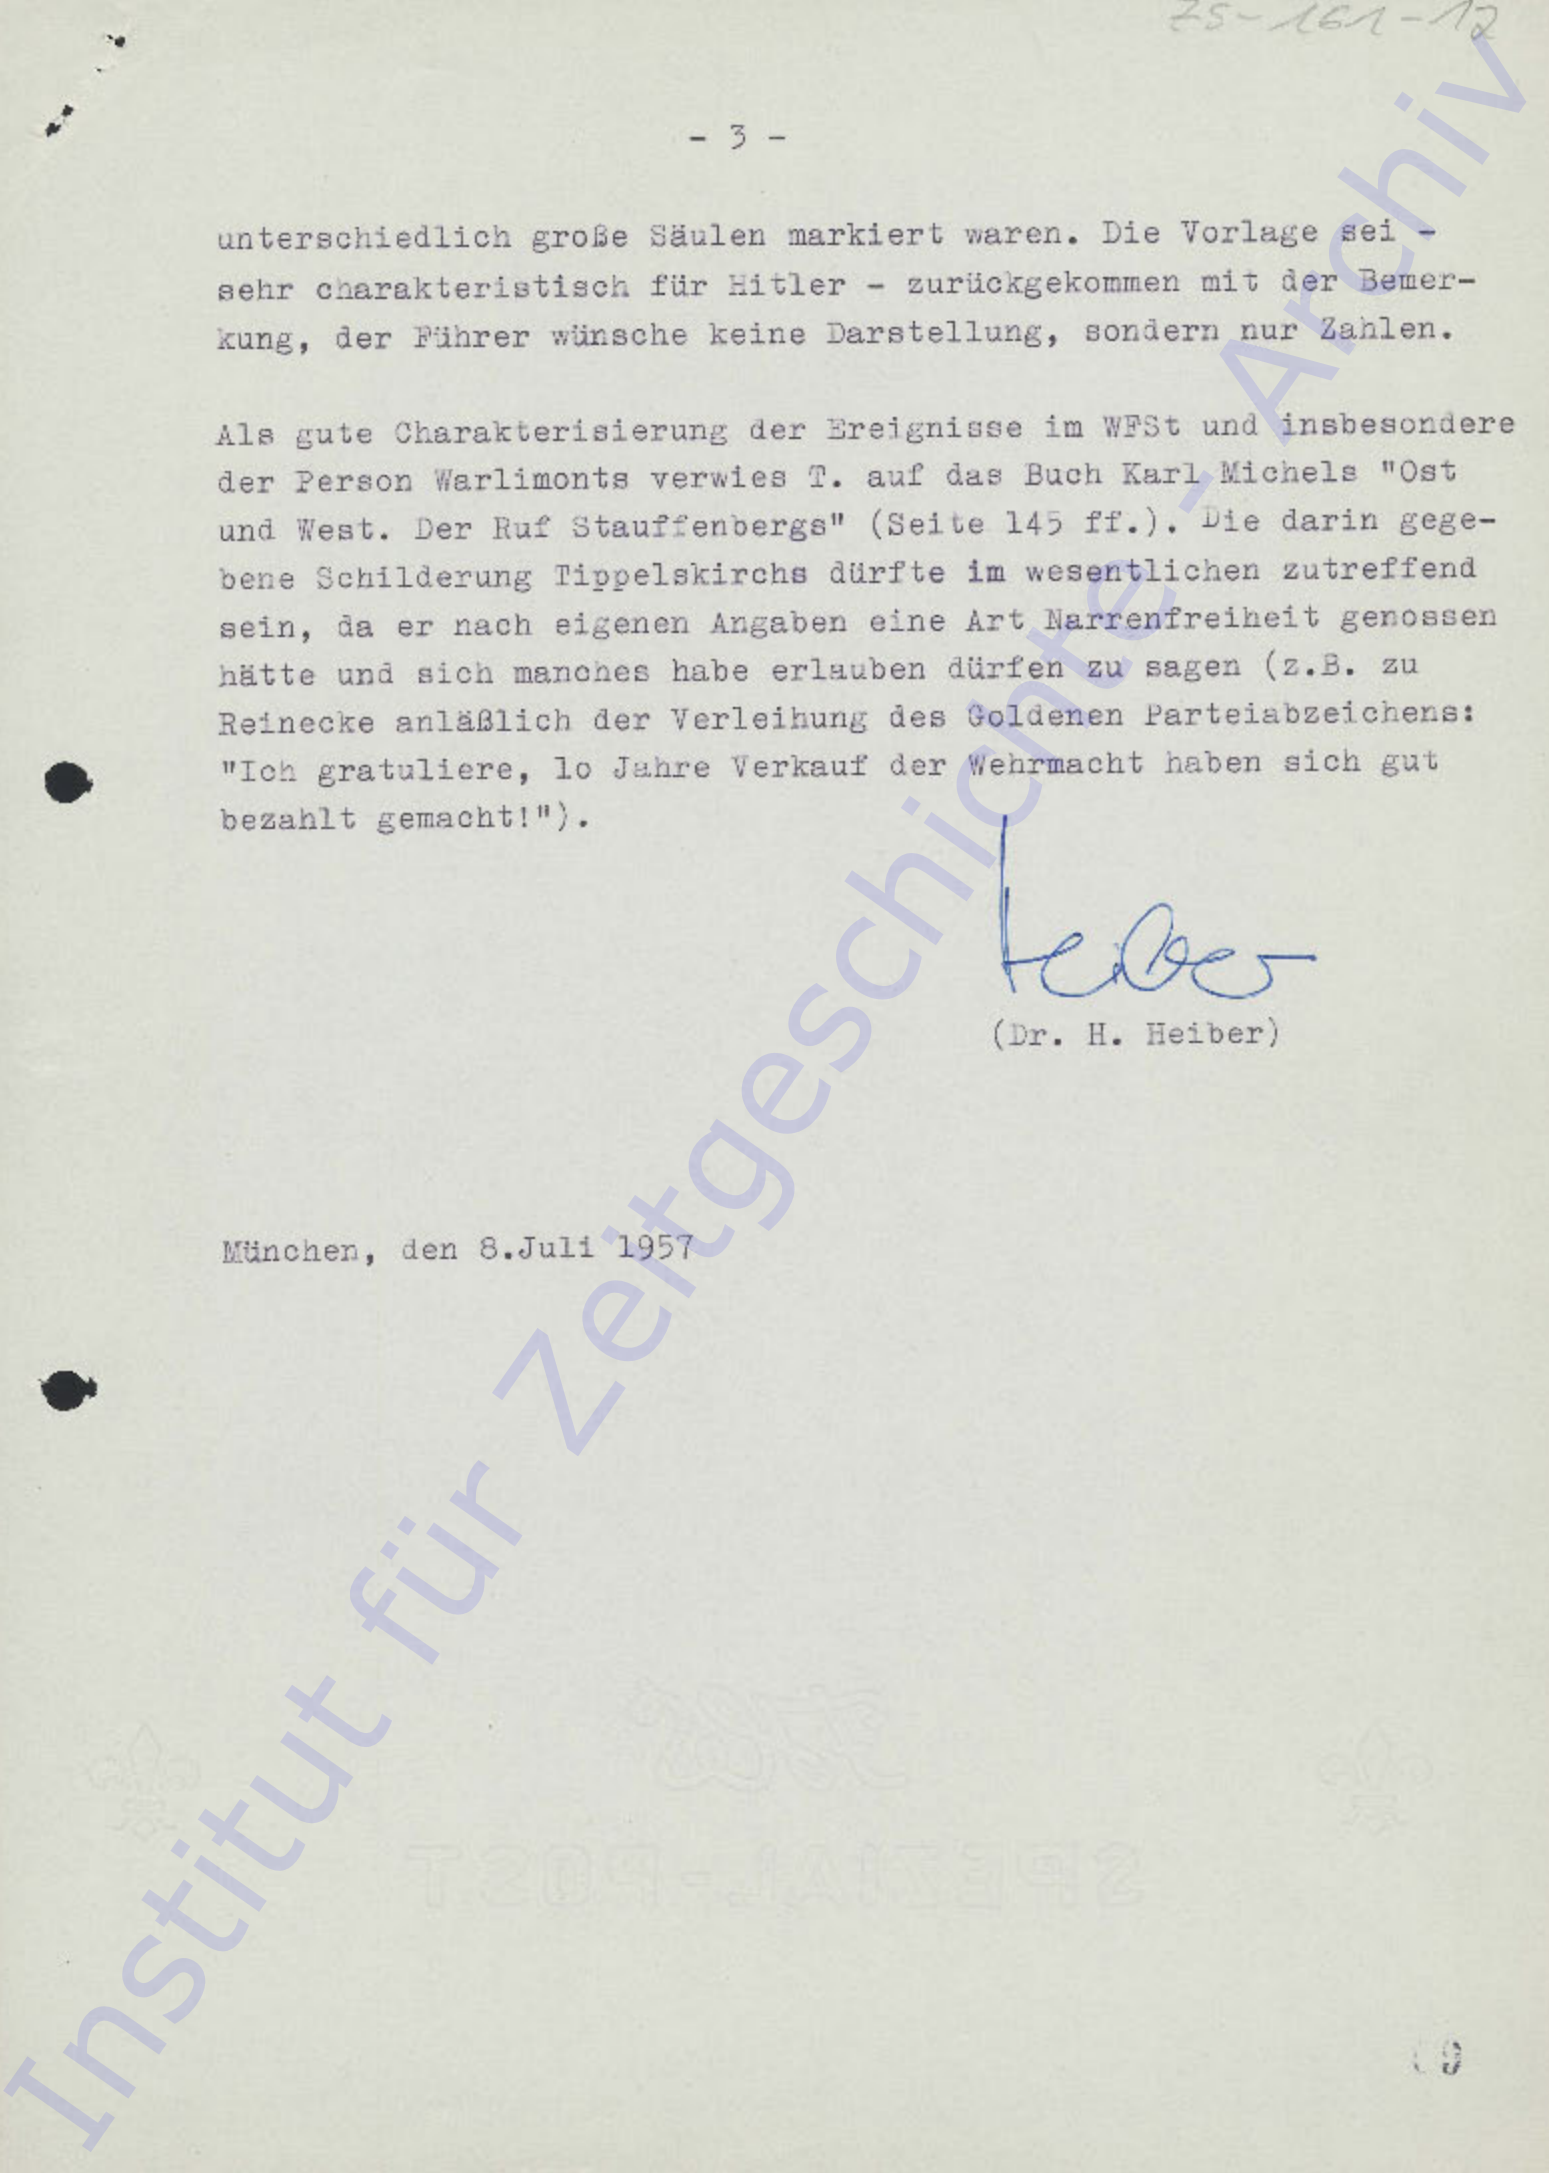 ZS-161-12
- 3 -
unterschiedlich große Säulen markiert waren. Die Vorlage sei -
sehr charakteristisch für Hitler - zurückgekommen mit der Bemer-
kung, der Führer wünsche keine Darstellung, sondern nur Zahlen.
Als gute Charakterisierung der Ereignisse im WFSt und insbesondere
der Person Warlimonts verwies T. auf das Buch Karl Michels "Ost
und West. Der Ruf Stauffenbergs" (Seite 145 ff.). Die darin gege-
bene Schilderung Tippelskirchs dürfte im wesentlichen zutreffend
sein, da er nach eigenen Angaben eine Art Narrenfreiheit genossen
hätte und sich manches habe erlauben dürfen zu sagen (z.B. zu
Reinecke anläßlich der Verleihung des Goldenen Parteiabzeichens:
"Ich gratuliere, lo Jahre Verkauf der Wehrmacht haben sich gut
bezahlt gemacht!").
Heiber
(Dr. H. Heiber)
München, den 8.Juli 1957
SPEZIAL-POST
9
Institut für Zeitgeschichte - Archiv